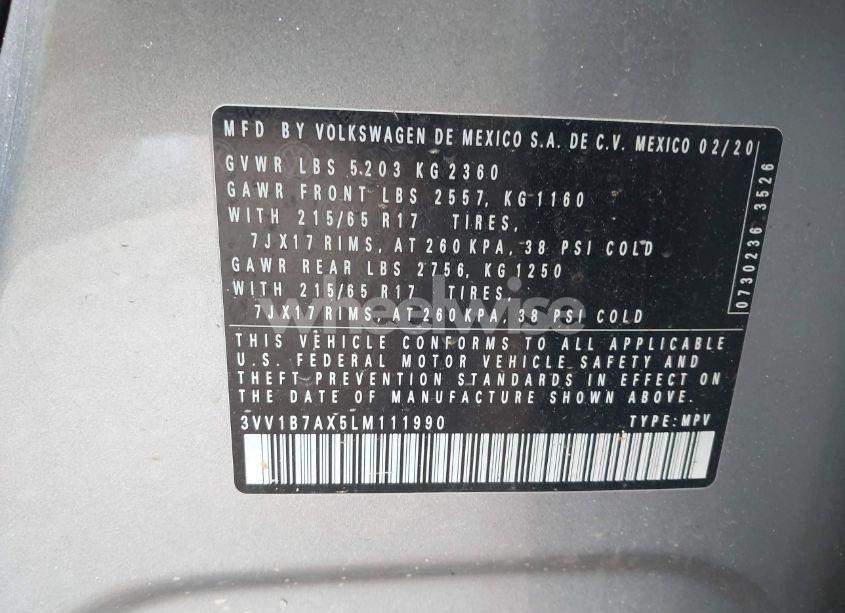 MFD BY VOLKSWAGEN DE MEXICO S.A. DE C.V. MEXICO 02/20
GVWR LBS 5203 KG 2360
GAWR FRONT LBS 2557, KG 1160
WITH 215/65 R17 TIRES,
7JX17 RIMS, AT 260 KPA, 38 PSI COLD
GAWR REAR LBS 2756, KG 1250
WITH 215/65 R17 TIRES,
7JX17 RIMS, AT 260 KPA, 38 PSI COLD
THIS VEHICLE CONFORMS TO ALL APPLICABLE
U.S. FEDERAL MOTOR VEHICLE SAFETY AND
THEFT PREVENTION STANDARDS IN EFFECT ON
THE DATE OF MANUFACTURE SHOWN ABOVE.
3VV1B7AX5LM111990 TYPE:MPV
0730236 3526
wheelwise